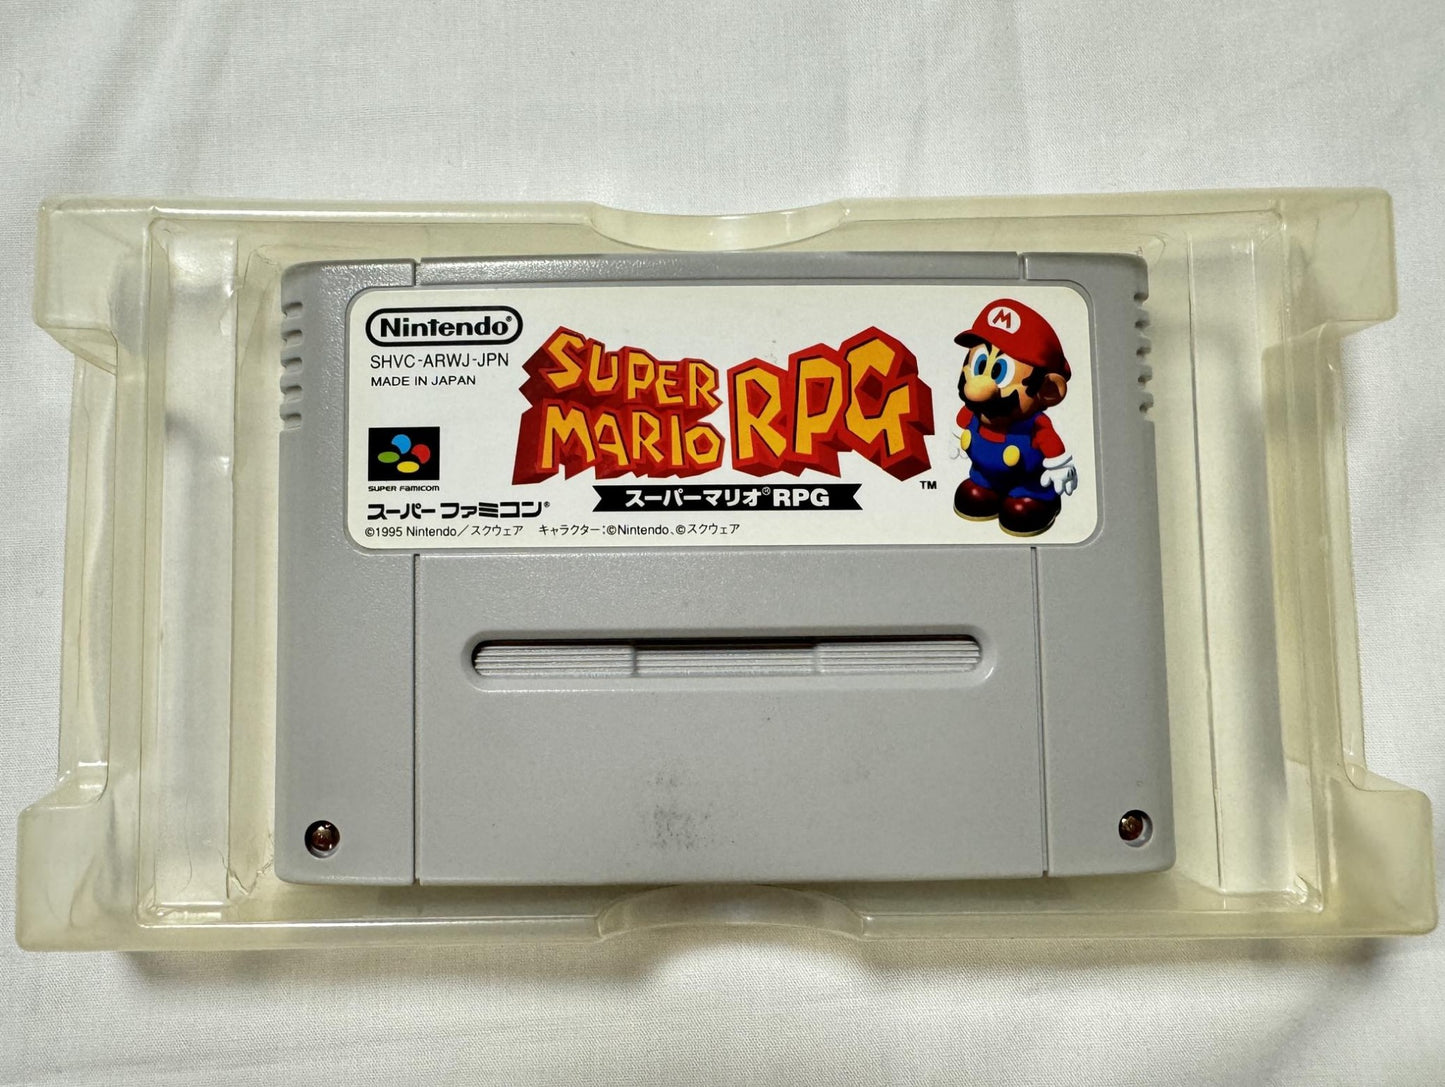 Nintendo®
SHVC-ARWJ-JPN
MADE IN JAPAN
SUPER
MARIO RPG
TM
スーパーマリオ®RPG
M
SUPER FAMICOM
スーパーファミコン®
©1995 Nintendo／スクウェア　キャラクター：©Nintendo、©スクウェア